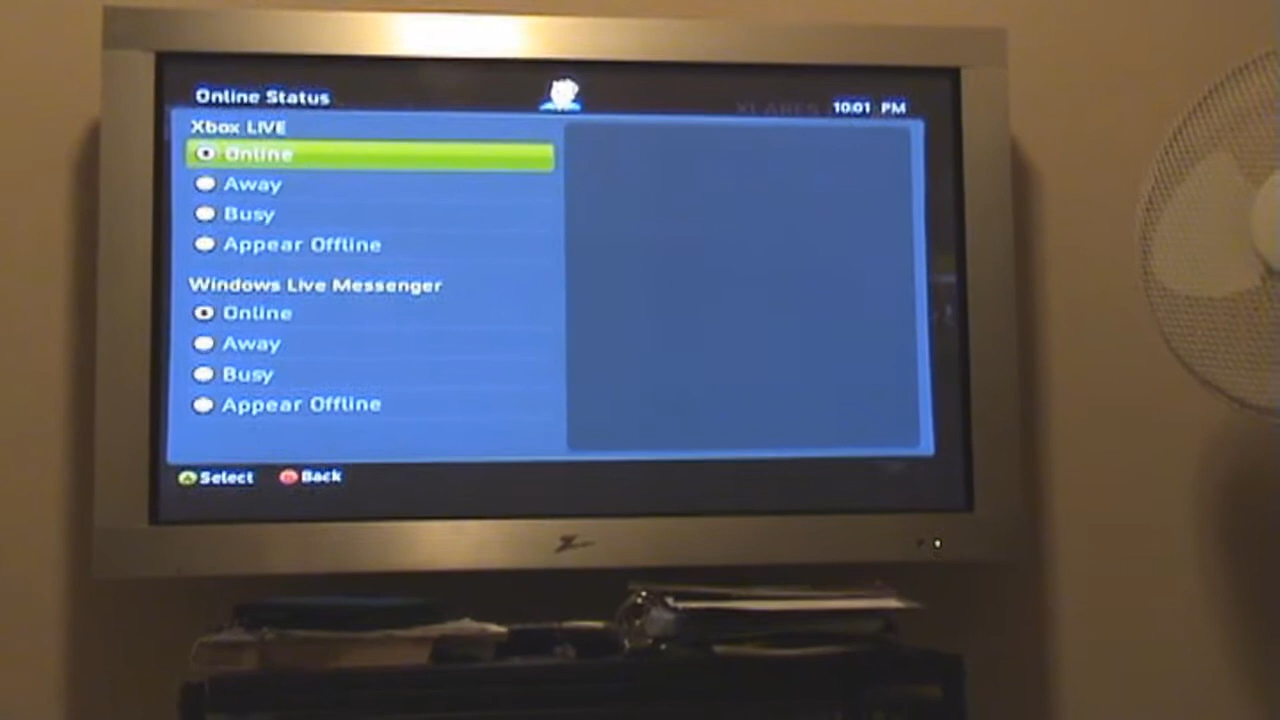 Online Status
10:01 PM
Xbox LIVE
Online
Away
Busy
Appear Offline
Windows Live Messenger
Online
Away
Busy
Appear Offline
Select Back